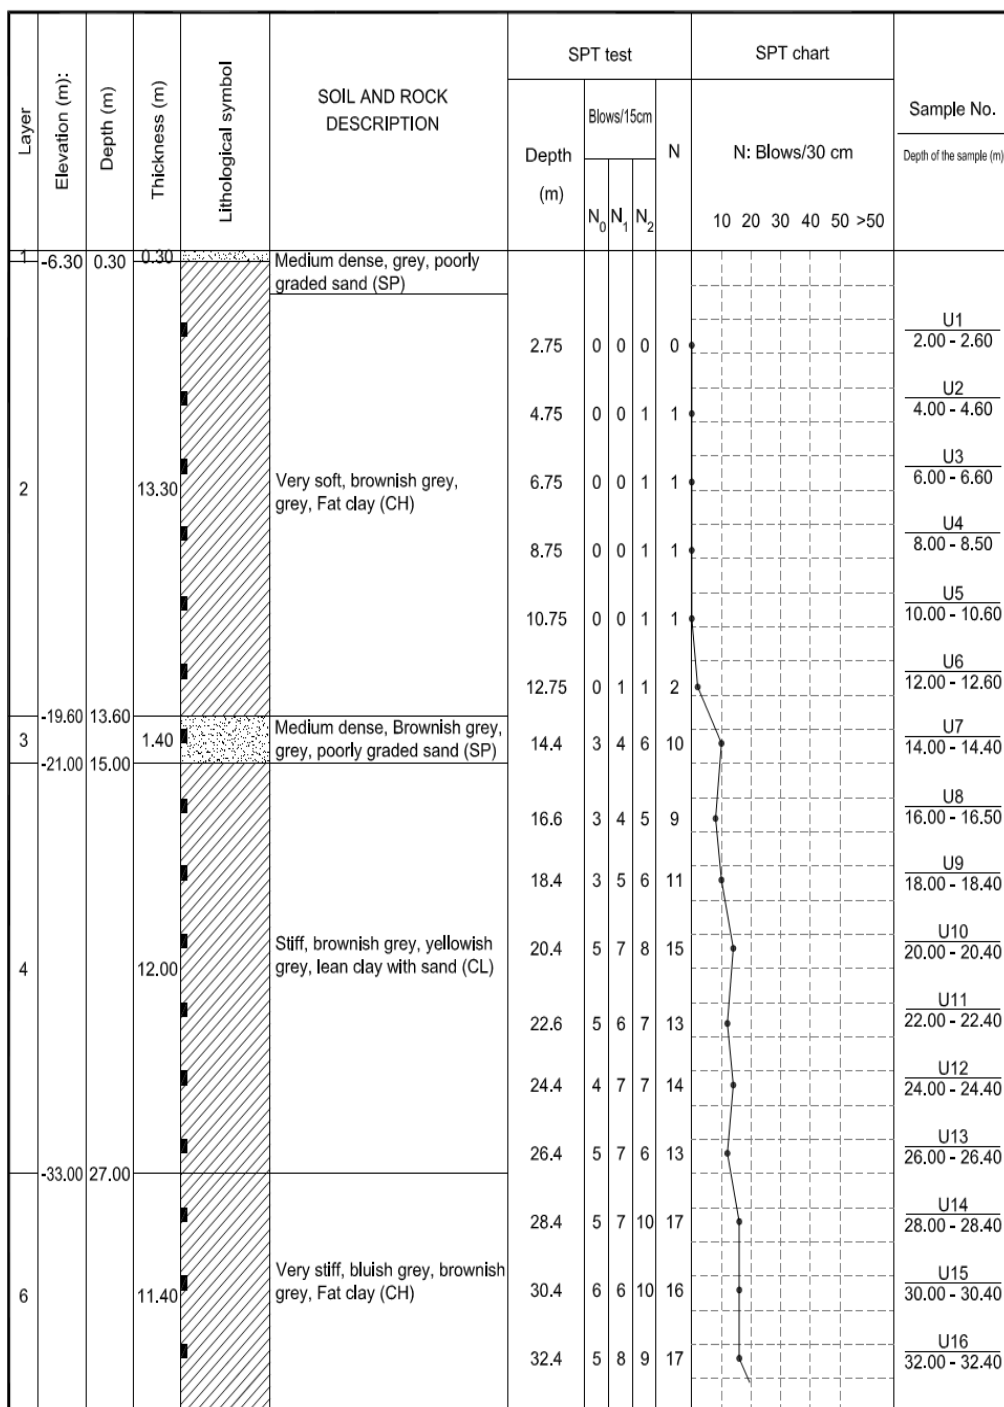 Layer
Elevation (m):
Depth (m)
Thickness (m)
Lithological symbol
SOIL AND ROCK
DESCRIPTION
SPT test
Depth
(m)
Blows/15cm
N0 N1 N2
N
SPT chart
N: Blows/30 cm
10 20 30 40 50 >50
Sample No.
Depth of the sample (m)
1 -6.30 0.30 0.30
Medium dense, grey, poorly
graded sand (SP)
U1
2.75 0 0 0 0 2.00 - 2.60
U2
4.75 0 0 1 1 4.00 - 4.60
U3
6.75 0 0 1 1 6.00 - 6.60
2 13.30
Very soft, brownish grey,
grey, Fat clay (CH)
U4
8.75 0 0 1 1 8.00 - 8.50
U5
10.75 0 0 1 1 10.00 - 10.60
U6
12.75 0 1 1 2 12.00 - 12.60
-19.60 13.60
3 1.40
Medium dense, Brownish grey,
grey, poorly graded sand (SP)
U7
14.4 3 4 6 10 14.00 - 14.40
-21.00 15.00
U8
16.6 3 4 5 9 16.00 - 16.50
U9
18.4 3 5 6 11 18.00 - 18.40
4 12.00
Stiff, brownish grey, yellowish
grey, lean clay with sand (CL)
U10
20.4 5 7 8 15 20.00 - 20.40
U11
22.6 5 6 7 13 22.00 - 22.40
U12
24.4 4 7 7 14 24.00 - 24.40
U13
26.4 5 7 6 13 26.00 - 26.40
-33.00 27.00
U14
28.4 5 7 10 17 28.00 - 28.40
6 11.40
Very stiff, bluish grey, brownish
grey, Fat clay (CH)
U15
30.4 6 6 10 16 30.00 - 30.40
U16
32.4 5 8 9 17 32.00 - 32.40